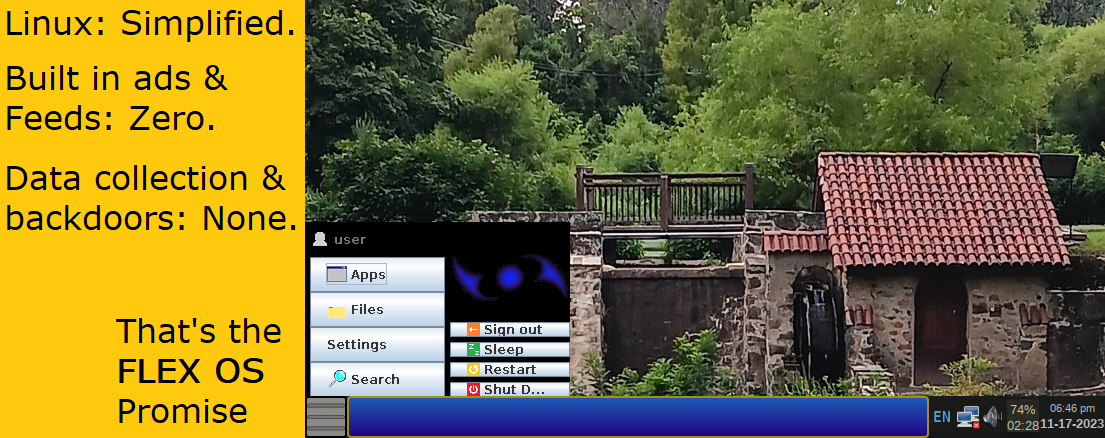 Linux: Simplified.
Built in ads &
Feeds: Zero.
Data collection &
backdoors: None.
That's the
FLEX OS
Promise
user
Apps
Files
Settings
Search
Sign out
Sleep
Restart
Shut D...
EN
74%
02:28
06:46 pm
11-17-2023